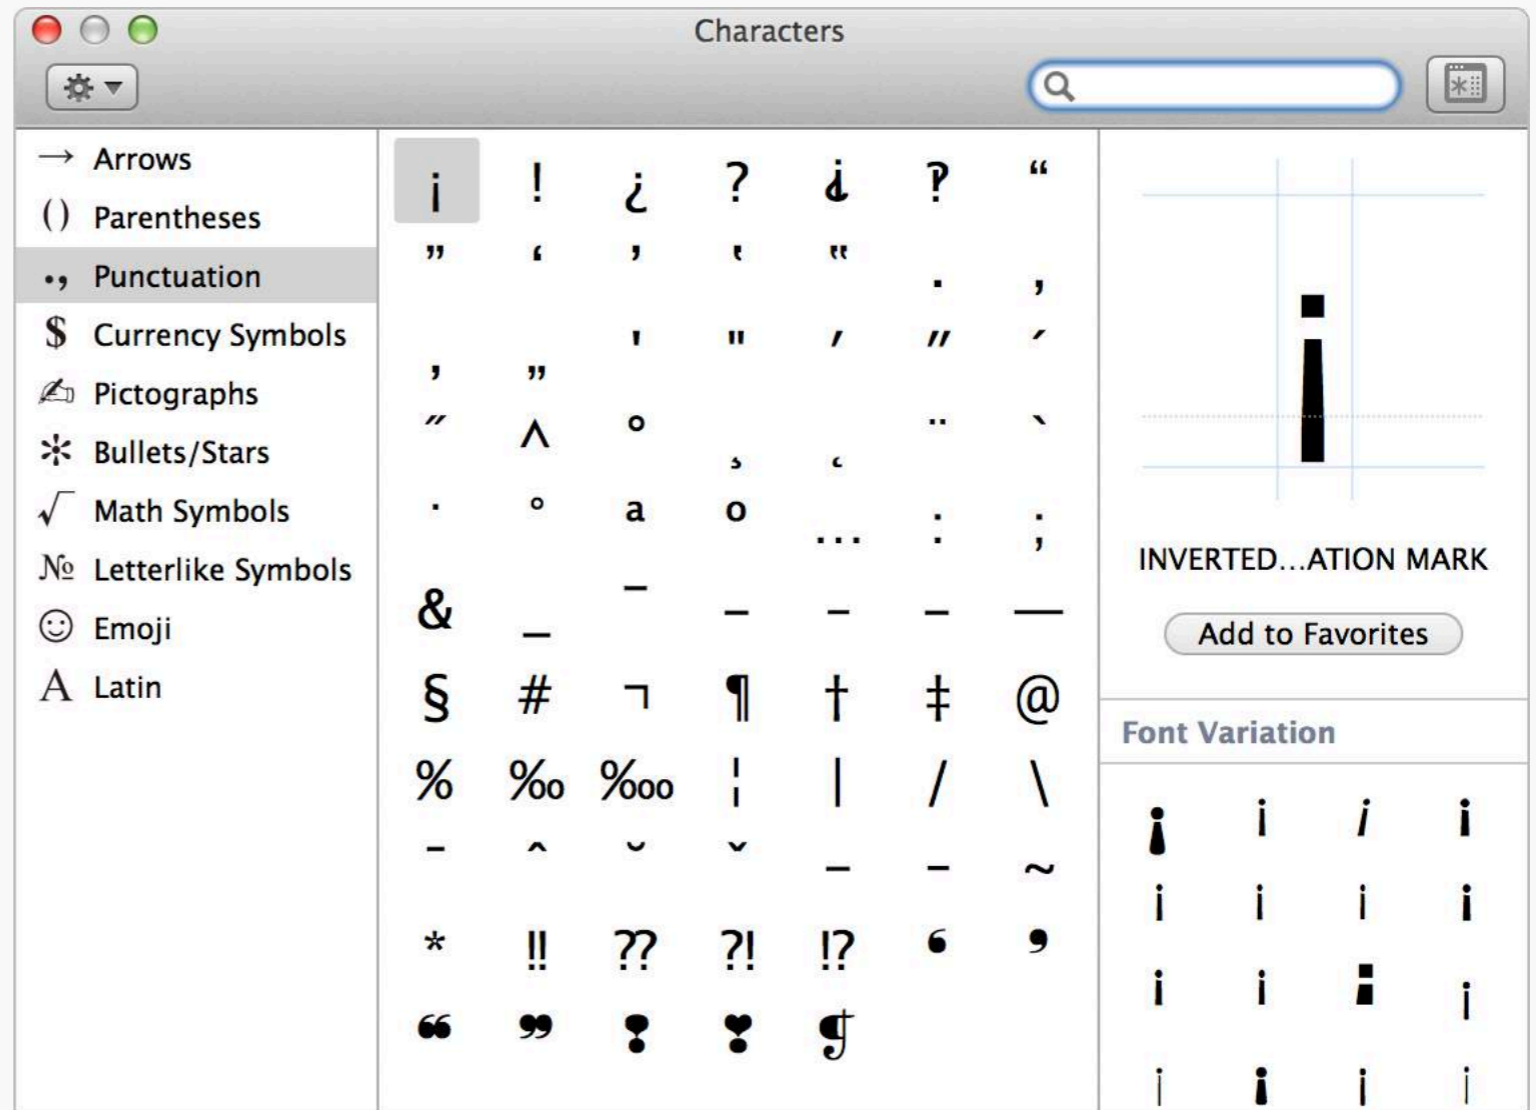 Characters
→ Arrows
() Parentheses
., Punctuation
$ Currency Symbols
✍ Pictographs
✻ Bullets/Stars
√ Math Symbols
№ Letterlike Symbols
☺ Emoji
A Latin
¡ ! ¿ ? ⸘ ‽ “
” ‘ ’ ‛ ‟ . ,
‚ „ ' " ′ ″ ´
˝ ^ ° ¸ ˛ ¨ `
˙ ˚ ª º … : ;
& _ ‾ – ‒ – —
§ # ¬ ¶ † ‡ @
% ‰ ‱ ¦ | / \
¯ ˆ ˘ ˇ ‒ - ~
* ‼ ⁇ ⁈ ⁉ ❛ ❜
❝ ❞ ❢ ❣ ❡
¡
INVERTED…ATION MARK
Add to Favorites
Font Variation
¡ ¡ ¡ ¡
¡ ¡ ¡ ¡
¡ ¡ ¡ ¡
¡ ¡ ¡ ¡